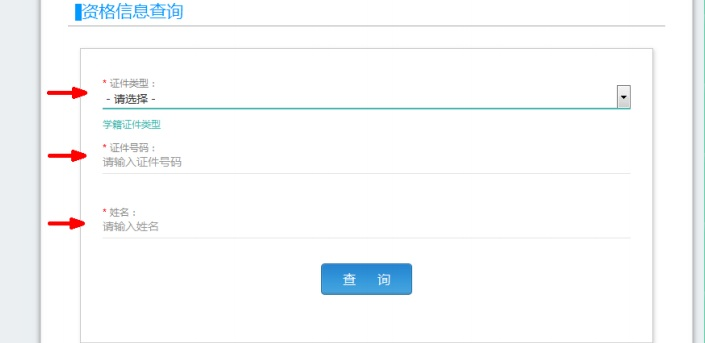 资格信息查询
* 证件类型：
- 请选择 -
学籍证件类型
* 证件号码：
请输入证件号码
* 姓名：
请输入姓名
查 询